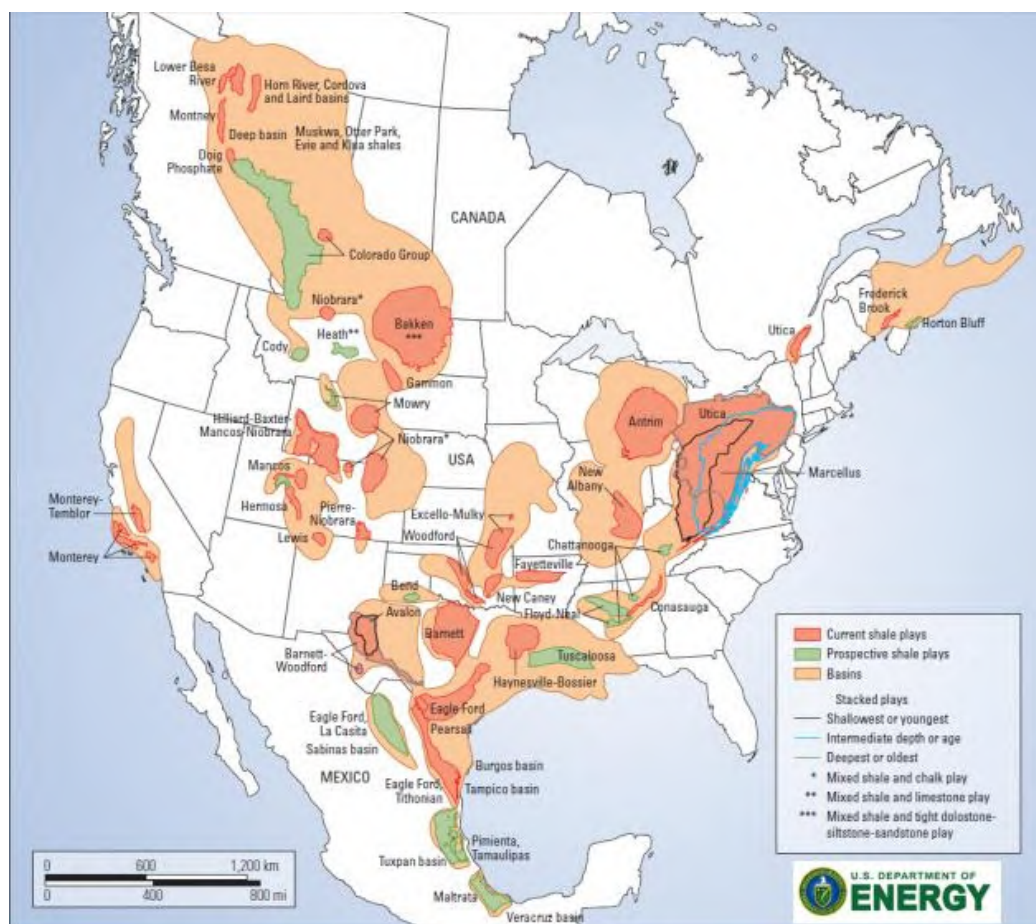 Lower Besa
River
Horn River, Cordova
and Laird basins
Montney
Deep basin
Muskwa, Otter Park,
Evie and Klua shales
Doig
Phosphate
CANADA
Colorado Group
Niobrara*
Bakken
***
Heath**
Cody
Gammon
Mowry
Hilliard-Baxter-
Mancos-Niobrara
Niobrara*
USA
Antrim
Utica
Utica
Frederick
Brook
Horton Bluff
Marcellus
Mancos
New
Albany
Monterey-
Temblor
Hermosa
Pierre-
Niobrara
Excello-Mulky
Woodford
Lewis
Monterey
Chattanooga
Fayetteville
Bend
New Caney
Floyd-Neal
Conasauga
Avalon
Barnett
Barnett-
Woodford
Tuscaloosa
Haynesville-Bossier
Eagle Ford
Pearsall
Eagle Ford,
La Casita
Sabinas basin
MEXICO
Burgos basin
Eagle Ford,
Tithonian
Tampico basin
Pimienta,
Tamaulipas
Tuxpan basin
Maltrata
Veracruz basin
Current shale plays
Prospective shale plays
Basins
Stacked plays
Shallowest or youngest
Intermediate depth or age
Deepest or oldest
* Mixed shale and chalk play
** Mixed shale and limestone play
*** Mixed shale and tight dolostone-
siltstone-sandstone play
0 600 1,200 km
0 400 800 mi
U.S. DEPARTMENT OF
ENERGY